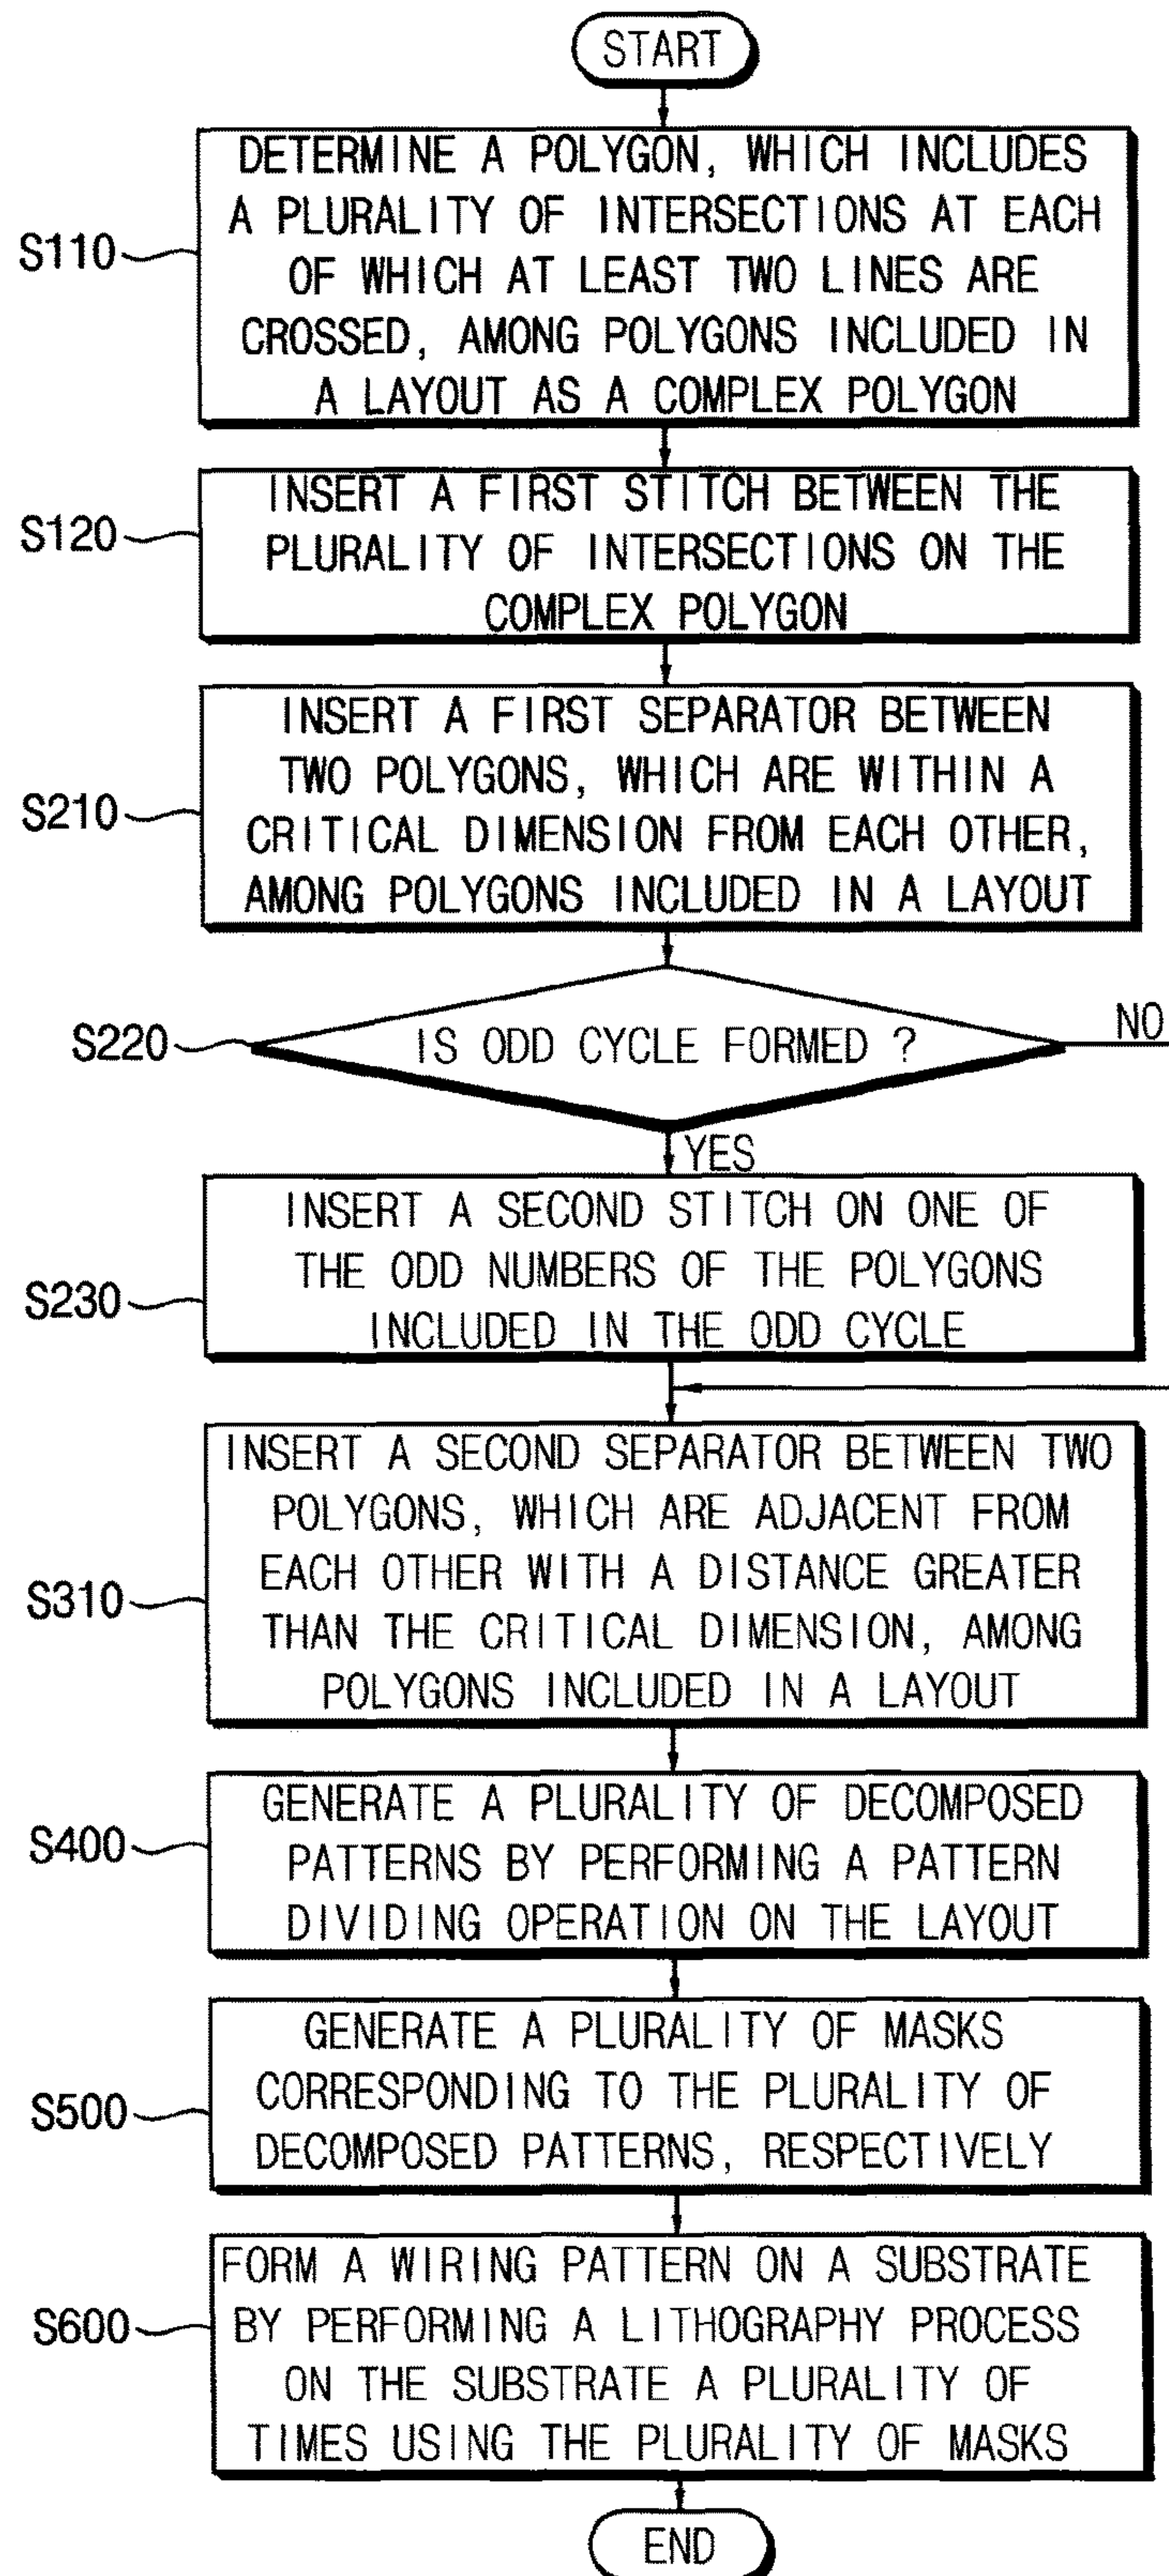 START
S110
DETERMINE A POLYGON, WHICH INCLUDES
A PLURALITY OF INTERSECTIONS AT EACH
OF WHICH AT LEAST TWO LINES ARE
CROSSED, AMONG POLYGONS INCLUDED IN
A LAYOUT AS A COMPLEX POLYGON
S120
INSERT A FIRST STITCH BETWEEN THE
PLURALITY OF INTERSECTIONS ON THE
COMPLEX POLYGON
S210
INSERT A FIRST SEPARATOR BETWEEN
TWO POLYGONS, WHICH ARE WITHIN A
CRITICAL DIMENSION FROM EACH OTHER,
AMONG POLYGONS INCLUDED IN A LAYOUT
S220
IS ODD CYCLE FORMED ?
NO
YES
S230
INSERT A SECOND STITCH ON ONE OF
THE ODD NUMBERS OF THE POLYGONS
INCLUDED IN THE ODD CYCLE
S310
INSERT A SECOND SEPARATOR BETWEEN TWO
POLYGONS, WHICH ARE ADJACENT FROM
EACH OTHER WITH A DISTANCE GREATER
THAN THE CRITICAL DIMENSION, AMONG
POLYGONS INCLUDED IN A LAYOUT
S400
GENERATE A PLURALITY OF DECOMPOSED
PATTERNS BY PERFORMING A PATTERN
DIVIDING OPERATION ON THE LAYOUT
S500
GENERATE A PLURALITY OF MASKS
CORRESPONDING TO THE PLURALITY OF
DECOMPOSED PATTERNS, RESPECTIVELY
S600
FORM A WIRING PATTERN ON A SUBSTRATE
BY PERFORMING A LITHOGRAPHY PROCESS
ON THE SUBSTRATE A PLURALITY OF
TIMES USING THE PLURALITY OF MASKS
END